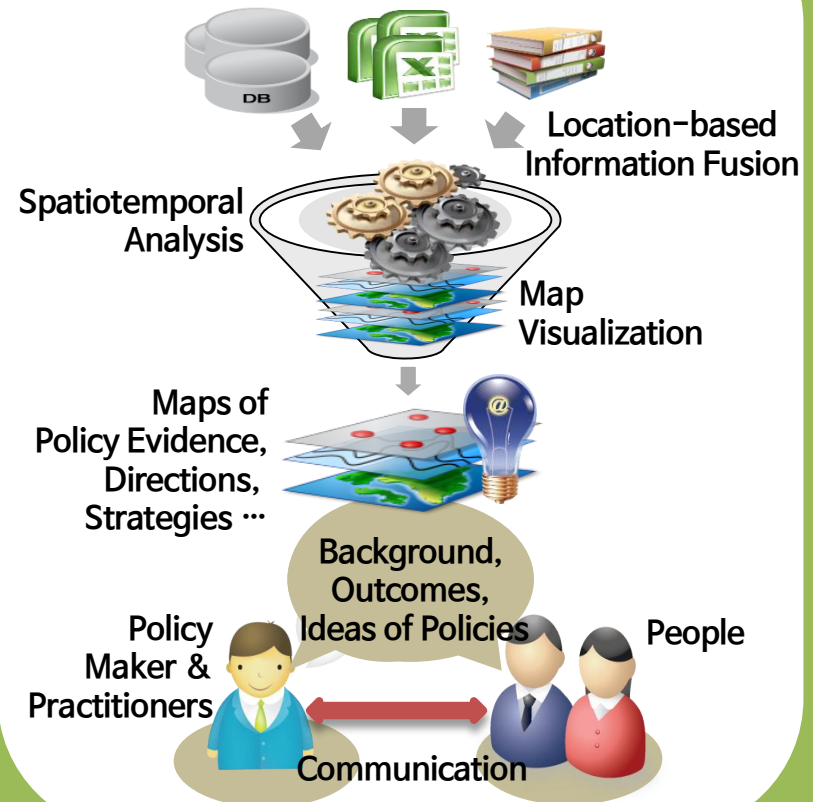 DB
X
Location-based
Information Fusion
Spatiotemporal
Analysis
Map
Visualization
Maps of
Policy Evidence,
Directions,
Strategies ⋯
@
Background,
Outcomes,
Ideas of Policies
Policy
Maker &
Practitioners
People
Communication